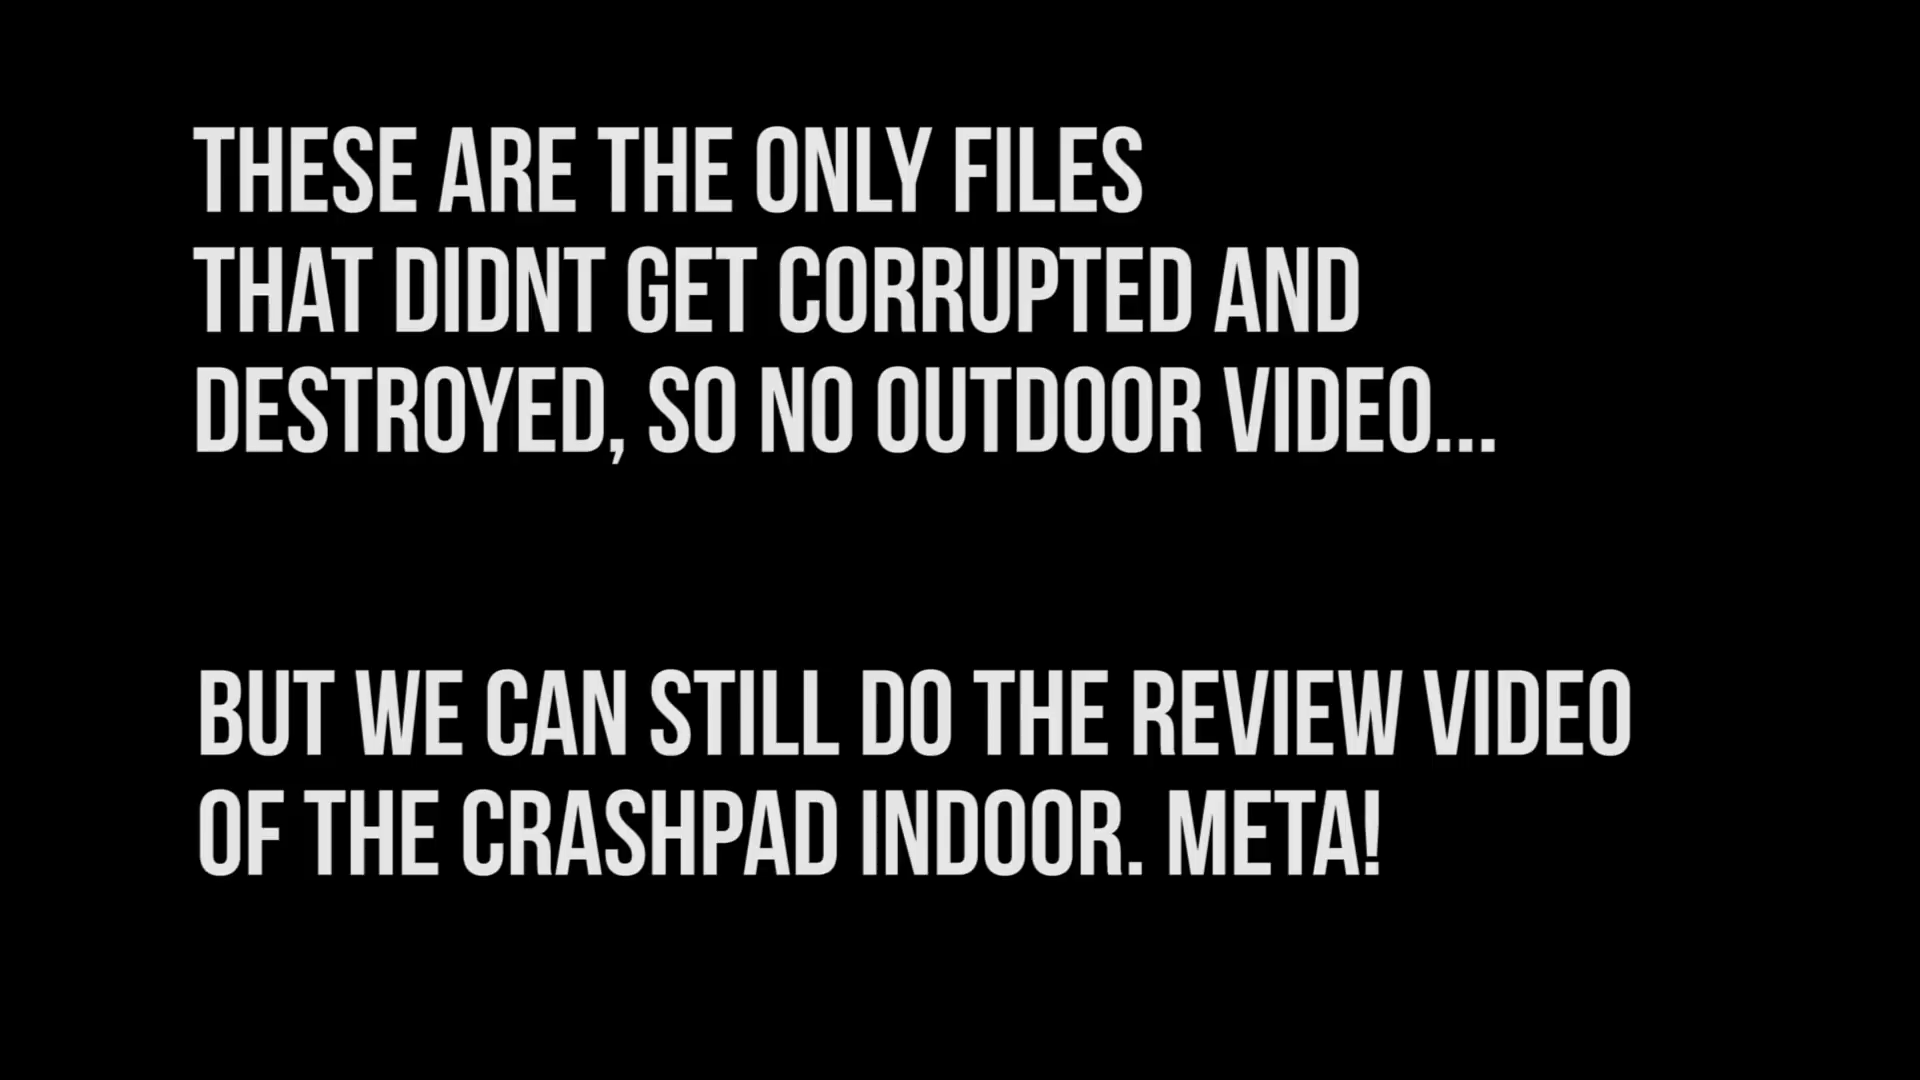 THESE ARE THE ONLY FILES
THAT DIDNT GET CORRUPTED AND
DESTROYED, SO NO OUTDOOR VIDEO...
BUT WE CAN STILL DO THE REVIEW VIDEO
OF THE CRASHPAD INDOOR. META!